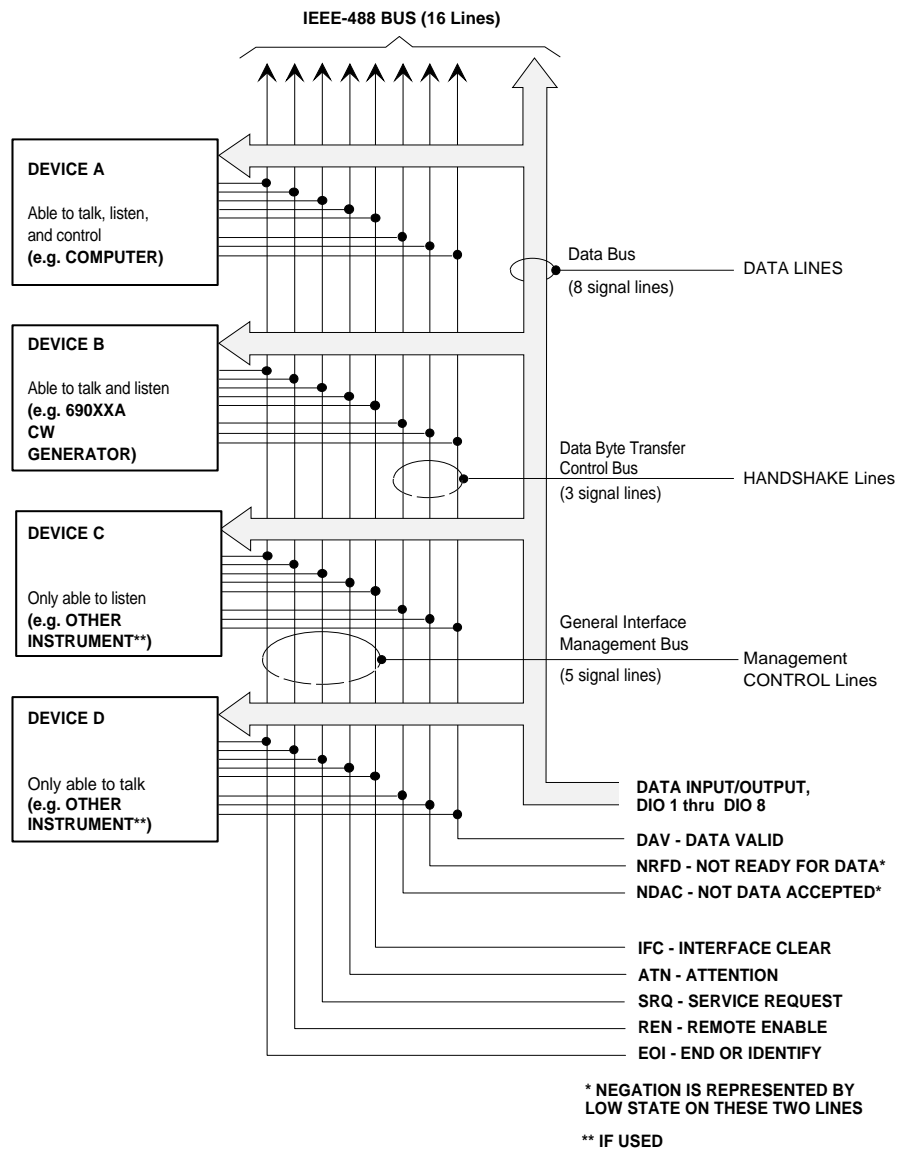 IEEE-488 BUS (16 Lines)
DEVICE A
Able to talk, listen,
and control
(e.g. COMPUTER)
Data Bus
(8 signal lines)
DATA LINES
DEVICE B
Able to talk and listen
(e.g. 690XXA
CW
GENERATOR)
Data Byte Transfer
Control Bus
(3 signal lines)
HANDSHAKE Lines
DEVICE C
Only able to listen
(e.g. OTHER
INSTRUMENT**)
General Interface
Management Bus
(5 signal lines)
Management
CONTROL Lines
DEVICE D
Only able to talk
(e.g. OTHER
INSTRUMENT**)
DATA INPUT/OUTPUT,
DIO 1 thru DIO 8
DAV - DATA VALID
NRFD - NOT READY FOR DATA*
NDAC - NOT DATA ACCEPTED*
IFC - INTERFACE CLEAR
ATN - ATTENTION
SRQ - SERVICE REQUEST
REN - REMOTE ENABLE
EOI - END OR IDENTIFY
* NEGATION IS REPRESENTED BY
LOW STATE ON THESE TWO LINES
** IF USED